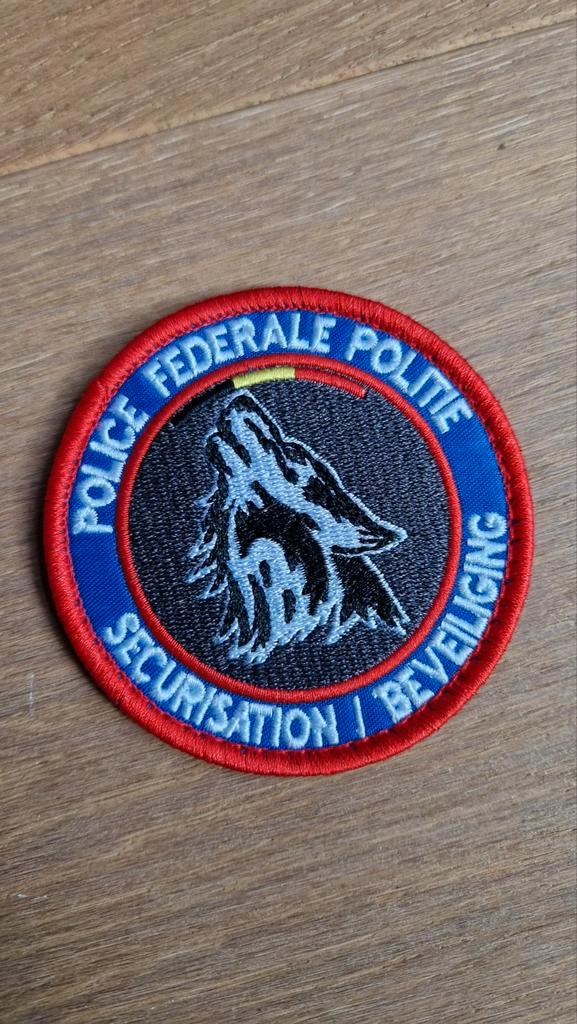 POLICE FEDERALE POLITIE
SECURISATION / BEVEILIGING